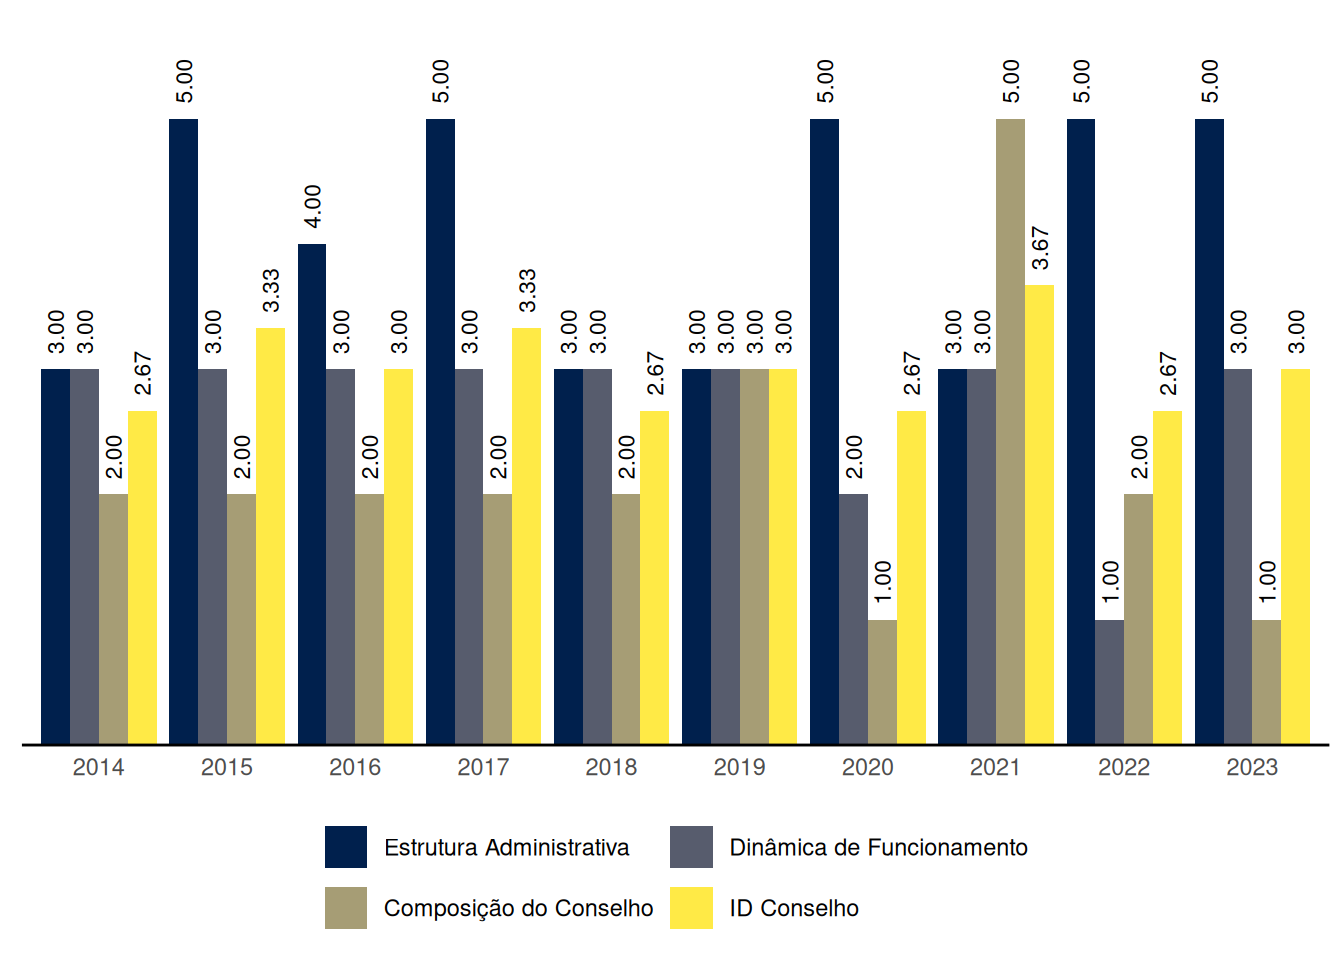 5.00 5.00 5.00 5.00 5.00 5.00
4.00
3.67
3.33 3.33
3.00 3.00 3.00 3.00 3.00 3.00 3.00 3.00 3.00 3.00 3.00 3.00 3.00 3.00 3.00 3.00
2.67 2.67 2.67 2.67
2.00 2.00 2.00 2.00 2.00 2.00 2.00
1.00 1.00 1.00
2014 2015 2016 2017 2018 2019 2020 2021 2022 2023
Estrutura Administrativa Dinâmica de Funcionamento
Composição do Conselho ID Conselho